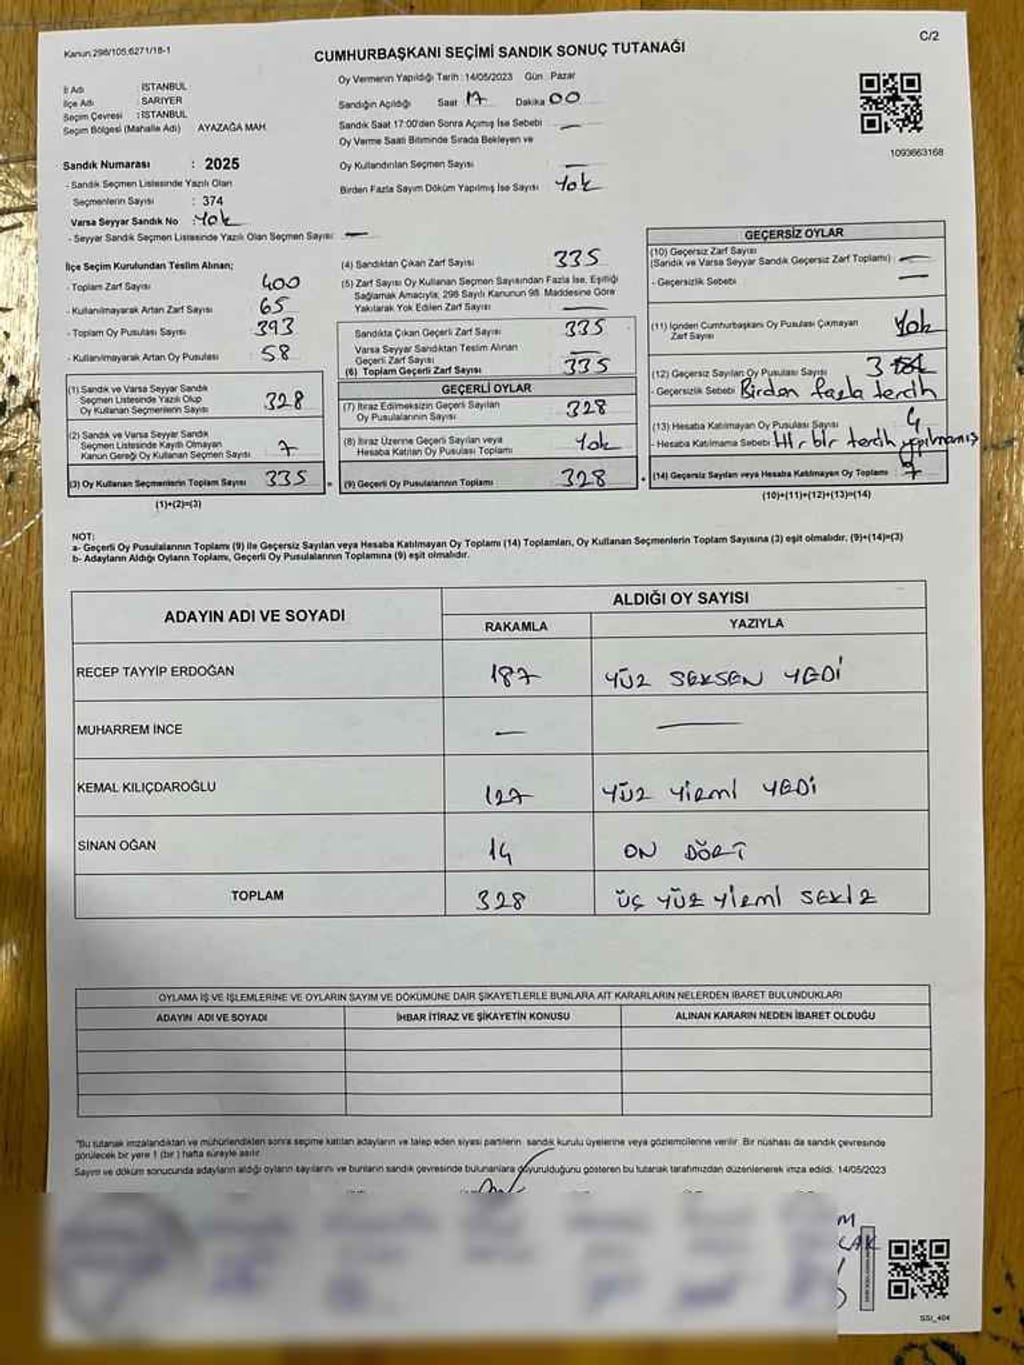 Kanun:298/105,6271/18-1
C/2
CUMHURBAŞKANI SEÇİMİ SANDIK SONUÇ TUTANAĞI
İl Adı İSTANBUL
İlçe Adı : SARIYER
Seçim Çevresi : İSTANBUL
Seçim Bölgesi (Mahalle Adı) AYAZAĞA MAH.
Oy Vermenin Yapıldığı Tarih :14/05/2023 Gün : Pazar
Sandığın Açıldığı Saat 17 Dakika 00
Sandık Saat 17:00'den Sonra Açımış İse Sebebi —
Oy Verme Saati Bitiminde Sırada Bekleyen ve
Oy Kullandırılan Seçmen Sayısı —
Birden Fazla Sayım Döküm Yapılmış İse Sayısı Yok
1093663168
Sandık Numarası : 2025
- Sandık Seçmen Listesinde Yazılı Olan
Seçmenlerin Sayısı : 374
Varsa Seyyar Sandık No : Yok
- Seyyar Sandık Seçmen Listesinde Yazılı Olan Seçmen Sayısı —
İlçe Seçim Kurulundan Teslim Alınan;
- Toplam Zarf Sayısı 400
- Kullanılmayarak Artan Zarf Sayısı 65
- Toplam Oy Pusulası Sayısı 393
- Kullanılmayarak Artan Oy Pusulası 58
(1) Sandık ve Varsa Seyyar Sandık
Seçmen Listesinde Yazılı Olup
Oy Kullanan Seçmenlerin Sayısı 328
(2) Sandık ve Varsa Seyyar Sandık
Seçmen Listesinde Kayıtlı Olmayan
Kanun Gereği Oy Kullanan Seçmen Sayısı 7
(3) Oy Kullanan Seçmenlerin Toplam Sayısı 335
(1)+(2)=(3)
(4) Sandıktan Çıkan Zarf Sayısı 335
(5) Zarf Sayısı Oy Kullanan Seçmen Sayısından Fazla İse, Eşitliği
Sağlamak Amacıyla; 298 Sayılı Kanunun 98. Maddesine Göre
Yakılarak Yok Edilen Zarf Sayısı —
Sandıkta Çıkan Geçerli Zarf Sayısı 335
Varsa Seyyar Sandıktan Teslim Alınan
Geçerli Zarf Sayısı —
(6) Toplam Geçerli Zarf Sayısı 335
GEÇERLİ OYLAR
(7) İtiraz Edilmeksizin Geçerli Sayılan
Oy Pusulalarının Sayısı 328
(8) İtiraz Üzerine Geçerli Sayılan veya
Hesaba Katılan Oy Pusulası Toplamı Yok
(9) Geçerli Oy Pusulalarının Toplamı 328
GEÇERSİZ OYLAR
(10) Geçersiz Zarf Sayısı
(Sandık ve Varsa Seyyar Sandık Geçersiz Zarf Toplamı) —
- Geçersizlik Sebebi —
(11) İçinden Cumhurbaşkanı Oy Pusulası Çıkmayan
Zarf Sayısı Yok
(12) Geçersiz Sayılan Oy Pusulası Sayısı 3
- Geçersizlik Sebebi Birden fazla tercih
(13) Hesaba Katılmayan Oy Pusulası Sayısı 4
- Hesaba Katılmama Sebebi Hiç bir tercih yapılmamış
(14) Geçersiz Sayılan veya Hesaba Katılmayan Oy Toplamı 7
(10)+(11)+(12)+(13)=(14)
NOT:
a- Geçerli Oy Pusulalarının Toplamı (9) ile Geçersiz Sayılan veya Hesaba Katılmayan Oy Toplamı (14) Toplamları, Oy Kullanan Seçmenlerin Toplam Sayısına (3) eşit olmalıdır. (9)+(14)=(3)
b- Adayların Aldığı Oyların Toplamı, Geçerli Oy Pusulalarının Toplamına (9) eşit olmalıdır.
ADAYIN ADI VE SOYADI ALDIĞI OY SAYISI
RAKAMLA YAZIYLA
RECEP TAYYİP ERDOĞAN 187 YÜZ SEKSEN YEDİ
MUHARREM İNCE — —
KEMAL KILIÇDAROĞLU 127 YÜZ YİRMİ YEDİ
SİNAN OĞAN 14 ON DÖRT
TOPLAM 328 ÜÇ YÜZ YİRMİ SEKİZ
OYLAMA İŞ VE İŞLEMLERİNE VE OYLARIN SAYIM VE DÖKÜMÜNE DAİR ŞİKAYETLERLE BUNLARA AİT KARARLARIN NELERDEN İBARET BULUNDUKLARI
ADAYIN ADI VE SOYADI İHBAR İTİRAZ VE ŞİKAYETİN KONUSU ALINAN KARARIN NEDEN İBARET OLDUĞU
"Bu tutanak imzalandıktan ve mühürlendikten sonra seçime katılan adayların ve talep eden siyasi partilerin sandık kurulu üyelerine veya gözlemcilerine verilir. Bir nüshası da sandık çevresinde
görülecek bir yere 1 (bir) hafta süreyle asılır.
Sayım ve döküm sonucunda adayların aldığı oyların sayılarını ve bunların sandık çevresinde bulunanlara duyurulduğunu gösteren bu tutanak tarafımızdan düzenlenerek imza edildi. 14/05/2023
SSI_404